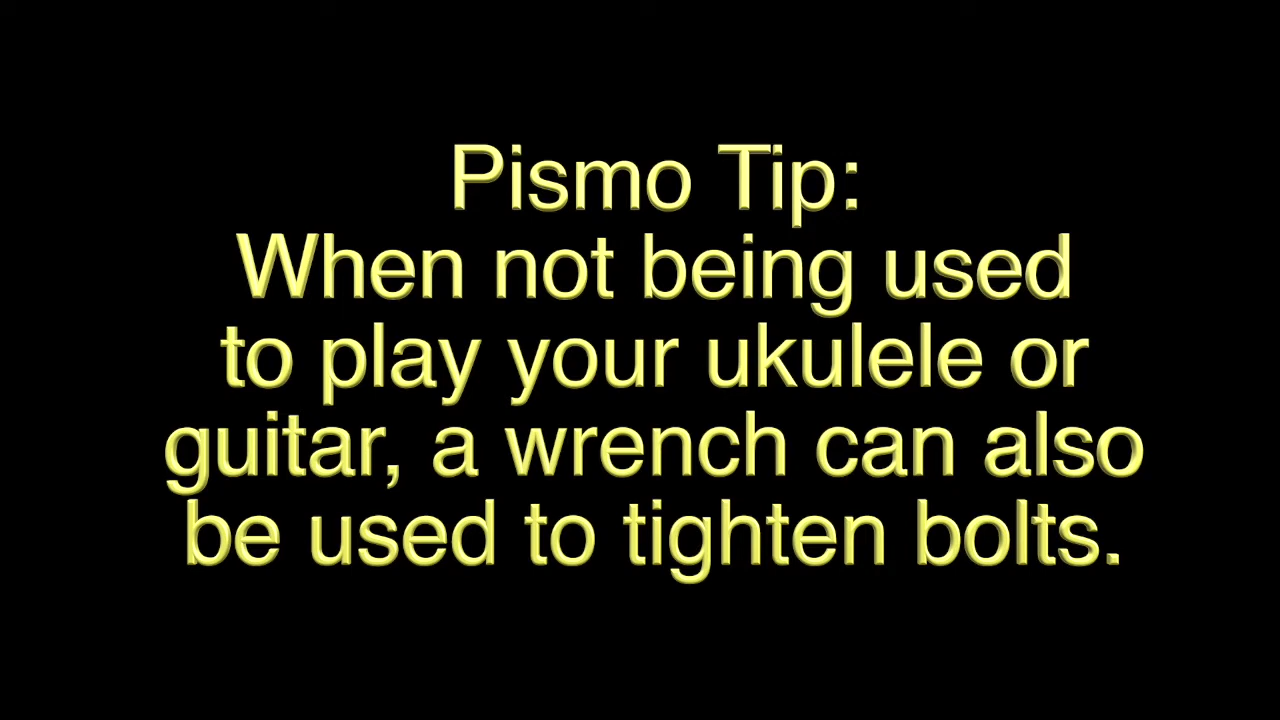 Pismo Tip:
When not being used
to play your ukulele or
guitar, a wrench can also
be used to tighten bolts.